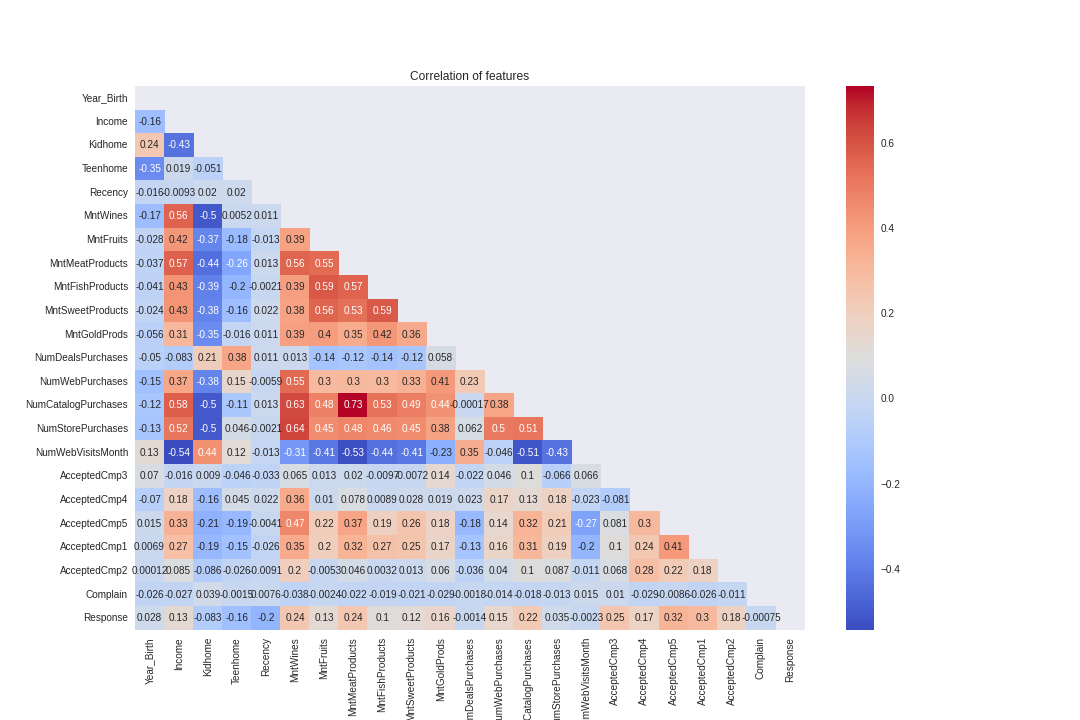 Correlation of features
Year_Birth
Income -0.16
Kidhome 0.24 -0.43 0.6
Teenhome -0.35 0.019 -0.051
Recency -0.016 -0.0093 0.02 0.02
MntWines -0.17 0.56 -0.5 0.0052 0.011
MntFruits -0.028 0.42 -0.37 -0.18 -0.013 0.39 0.4
MntMeatProducts -0.037 0.57 -0.44 -0.26 0.013 0.56 0.55
MntFishProducts -0.041 0.43 -0.39 -0.2 -0.0021 0.39 0.59 0.57
MntSweetProducts -0.024 0.43 -0.38 -0.16 0.022 0.38 0.56 0.53 0.59 0.2
MntGoldProds -0.056 0.31 -0.35 -0.016 0.011 0.39 0.4 0.35 0.42 0.36
NumDealsPurchases -0.05 -0.083 0.21 0.38 0.011 0.013 -0.14 -0.12 -0.14 -0.12 0.058
NumWebPurchases -0.15 0.37 -0.38 0.15 -0.0059 0.55 0.3 0.3 0.3 0.33 0.41 0.23
NumCatalogPurchases -0.12 0.58 -0.5 -0.11 0.013 0.63 0.48 0.73 0.53 0.49 0.44 -0.00017 0.38 0.0
NumStorePurchases -0.13 0.52 -0.5 0.046 -0.0021 0.64 0.45 0.48 0.46 0.45 0.38 0.062 0.5 0.51
NumWebVisitsMonth 0.13 -0.54 0.44 0.12 -0.013 -0.31 -0.41 -0.53 -0.41 -0.41 -0.23 0.35 -0.046 -0.51 -0.43
AcceptedCmp3 0.07 -0.016 0.009 -0.046 -0.033 0.065 0.013 0.02 -0.0097 -0.0072 0.14 -0.022 0.046 0.1 -0.066 0.066 −0.2
AcceptedCmp4 -0.07 0.18 -0.16 0.045 0.022 0.36 0.01 0.078 0.0089 0.028 0.019 0.023 0.17 0.13 0.18 -0.023 -0.081
AcceptedCmp5 0.015 0.33 -0.21 -0.19 -0.0041 0.47 0.22 0.37 0.19 0.26 0.18 -0.18 0.14 0.32 0.21 -0.27 0.081 0.3
AcceptedCmp1 0.0069 0.27 -0.19 -0.15 -0.026 0.35 0.2 0.32 0.27 0.25 0.17 -0.13 0.16 0.31 0.19 -0.2 0.1 0.24 0.41
AcceptedCmp2 0.00012 0.085 -0.086 -0.026 0.0091 0.2 -0.0053 0.046 0.0032 0.013 0.06 -0.036 0.04 0.1 0.087 -0.011 0.068 0.28 0.22 0.18 −0.4
Complain -0.026 -0.027 0.039 -0.0015 0.0076 -0.038 -0.0024 -0.022 -0.019 -0.021 -0.029 -0.0018 -0.014 -0.018 -0.013 0.015 0.01 -0.029 -0.0086 -0.026 -0.011
Response 0.028 0.13 -0.083 -0.16 -0.2 0.24 0.13 0.24 0.1 0.12 0.16 -0.0014 0.15 0.22 0.035 -0.0023 0.25 0.17 0.32 0.3 0.18 -0.00075
Year_Birth
Income
Kidhome
Teenhome
Recency
MntWines
MntFruits
MntMeatProducts
MntFishProducts
MntSweetProducts
MntGoldProds
umDealsPurchases
umWebPurchases
CatalogPurchases
umStorePurchases
umWebVisitsMonth
AcceptedCmp3
AcceptedCmp4
AcceptedCmp5
AcceptedCmp1
AcceptedCmp2
Complain
Response